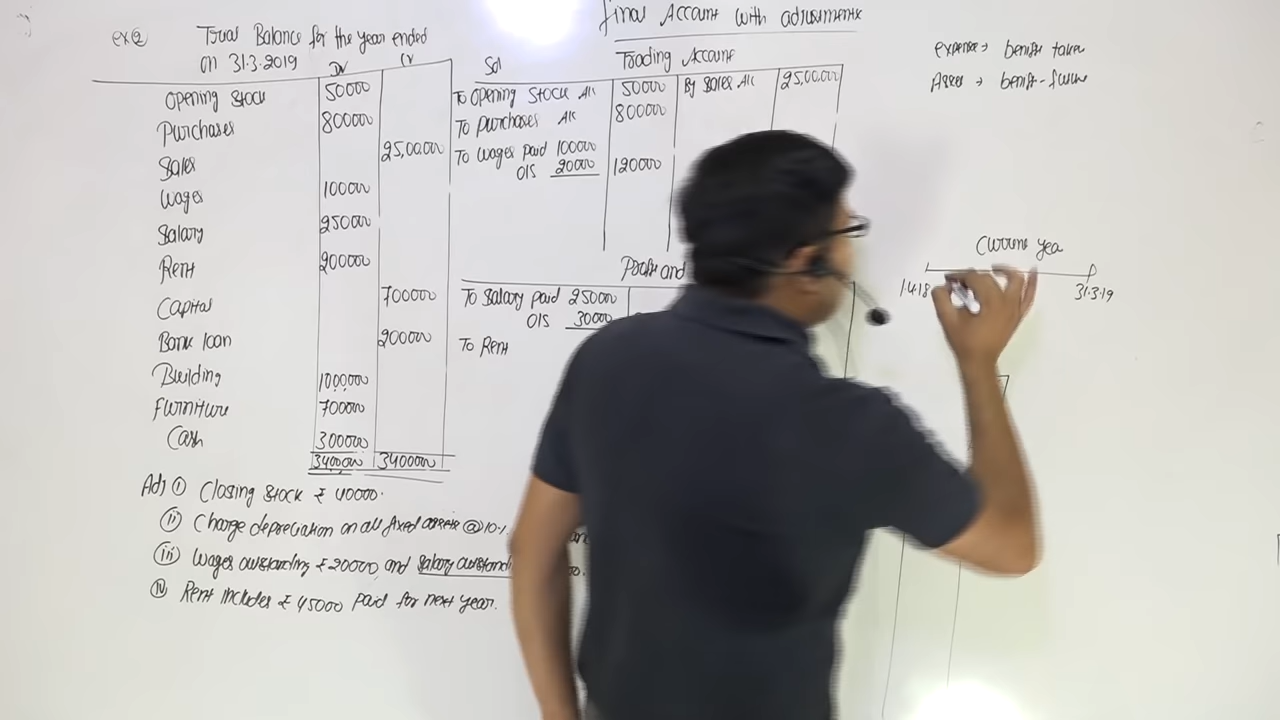 Final Account with adjustments
ex②
Trial Balance for the year ended
on 31.3.2019
Dr Cr
Opening Stock 50000
Purchases 800000
Sales 25,00,000
Wages 100000
Salary 250000
Rent 200000
Capital 700000
Bank loan 200000
Building 1000000
Furniture 700000
Cash 300000
3400000 3400000
Adj ① Closing Stock ₹ 40000.
(ii) Charge depreciation on all fixed assets @10%.
(iii) Wages outstanding ₹20000, and Salary outstandi
(iv) Rent includes ₹ 45000 paid for next year.
Sol
Trading Account
To Opening Stock A/c 50000 By Sales A/c 25,00,000
To Purchases A/c 800000
To Wages paid 100000
O/S 20000 120000
Profit and
To Salary paid 250000
O/S 30000
To Rent
expense → benefit taken
Asset → benefit-future
Current yea
1.4.18 31.3.19